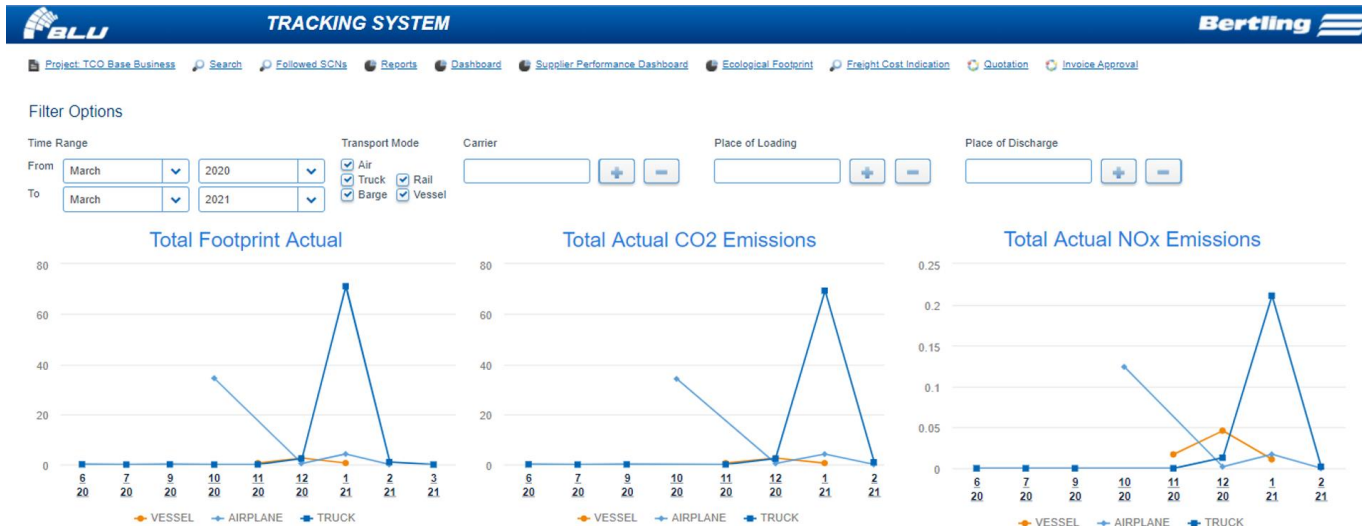 BLU
TRACKING SYSTEM
Bertling
Project: TCO Base Business Search Followed SCNs Reports Dashboard Supplier Performance Dashboard Ecological Footprint Freight Cost Indication Quotation Invoice Approval
Filter Options
Time Range Transport Mode Carrier Place of Loading Place of Discharge
From March 2020 Air
Truck Rail
To March 2021 Barge Vessel
Total Footprint Actual
80
60
40
20
0
6 7 9 10 11 12 1 2 3
20 20 20 20 20 20 21 21 21
VESSEL AIRPLANE TRUCK
Total Actual CO2 Emissions
80
60
40
20
0
6 7 9 10 11 12 1 2
20 20 20 20 20 20 21 21
VESSEL AIRPLANE TRUCK
Total Actual NOx Emissions
0.25
0.2
0.15
0.1
0.05
0
6 7 9 10 11 12 1 2
20 20 20 20 20 20 21 21
VESSEL AIRPLANE TRUCK